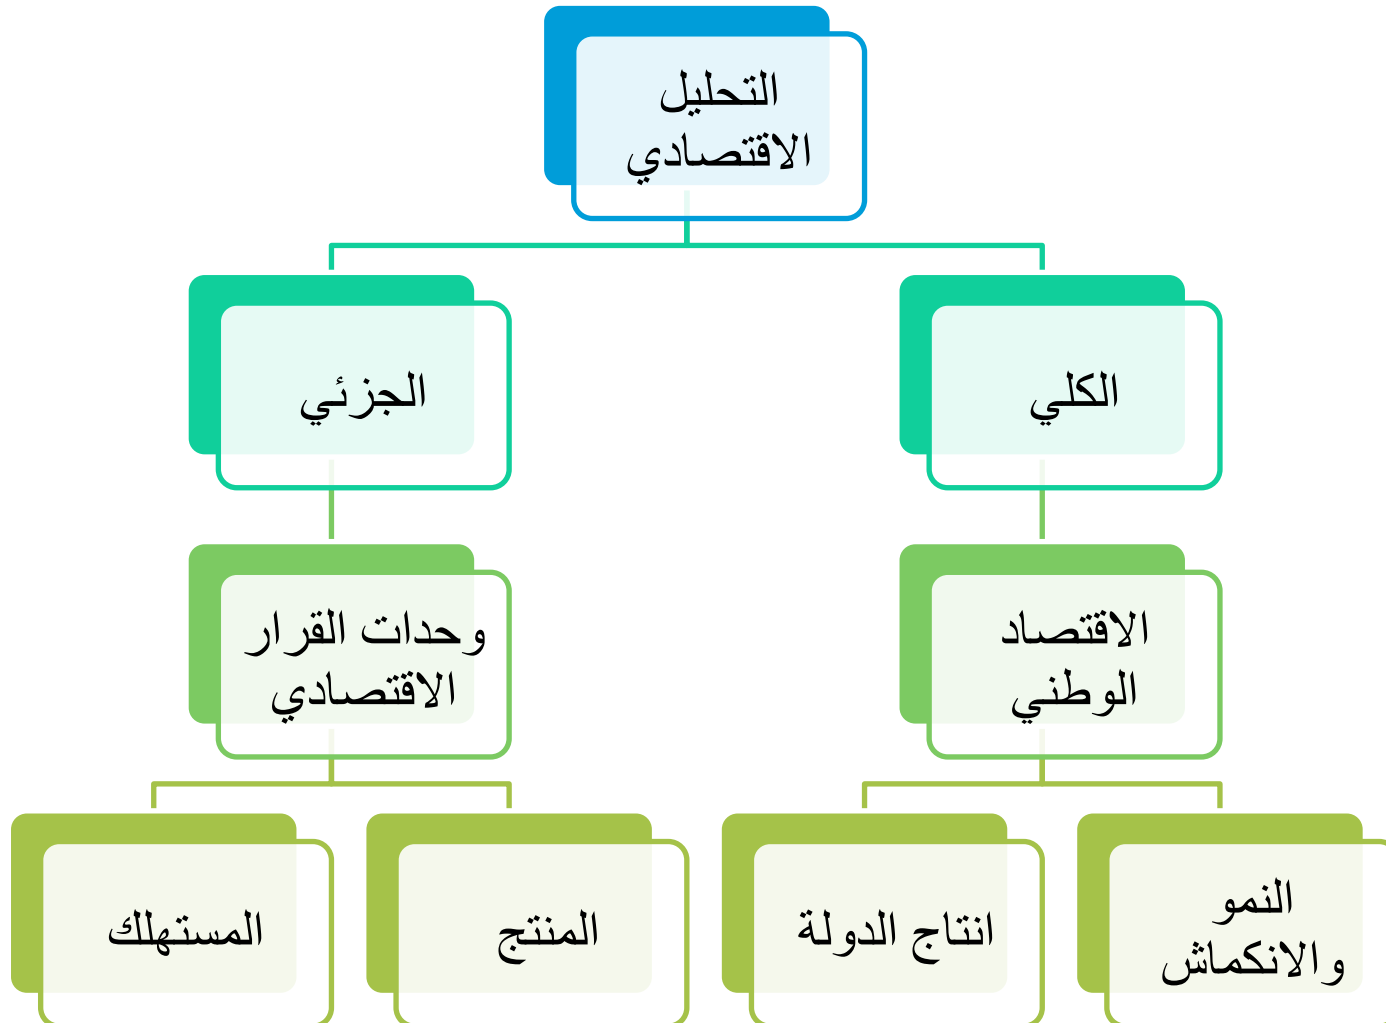 التحليل
الاقتصادي
الكلي
الجزئي
الاقتصاد
الوطني
وحدات القرار
الاقتصادي
النمو
والانكماش
انتاج الدولة
المنتج
المستهلك